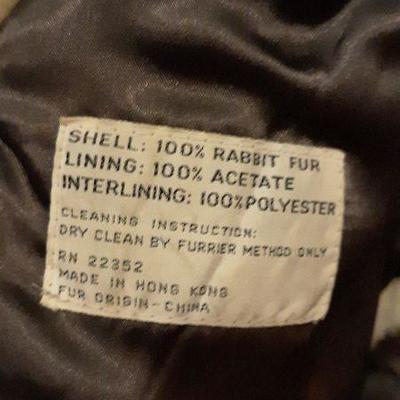 SHELL: 100% RABBIT FUR
LINING: 100% ACETATE
INTERLINING: 100%POLYESTER
CLEANING INSTRUCTION:
DRY CLEAN BY FURRIER METHOD ONLY
RN 22352
MADE IN HONG KONG
FUR ORIGIN-CHINA